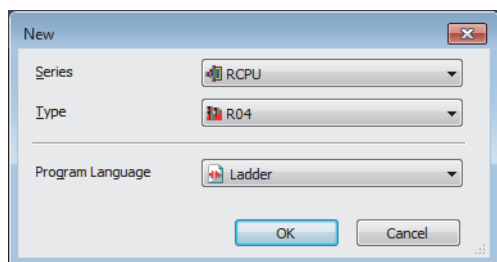 New
Series RCPU
Type R04
Program Language Ladder
OK Cancel